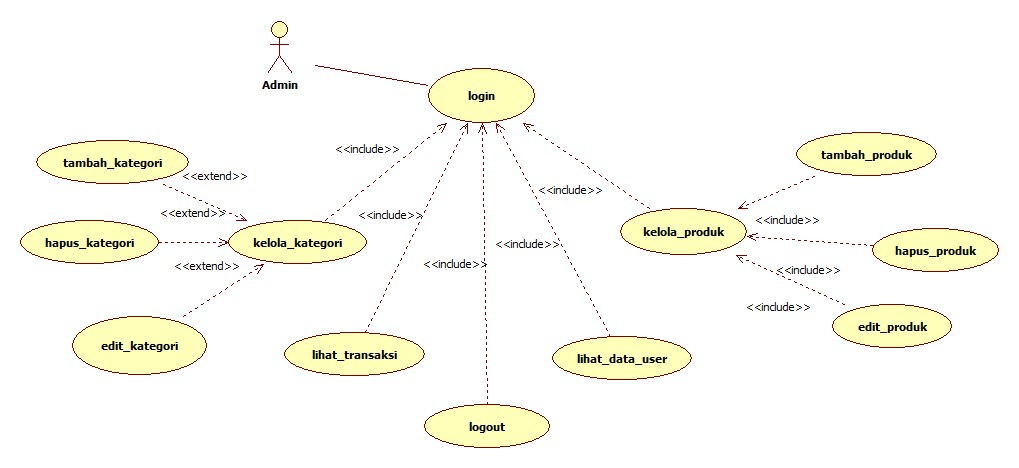 Admin
login
<<include>>
tambah_kategori
tambah_produk
<<extend>>
<<include>>
<<extend>>
<<include>>
<<include>>
kelola_produk
hapus_kategori
kelola_kategori
<<include>>
hapus_produk
<<extend>>
<<include>>
<<include>>
<<include>>
edit_produk
edit_kategori
lihat_transaksi
lihat_data_user
logout